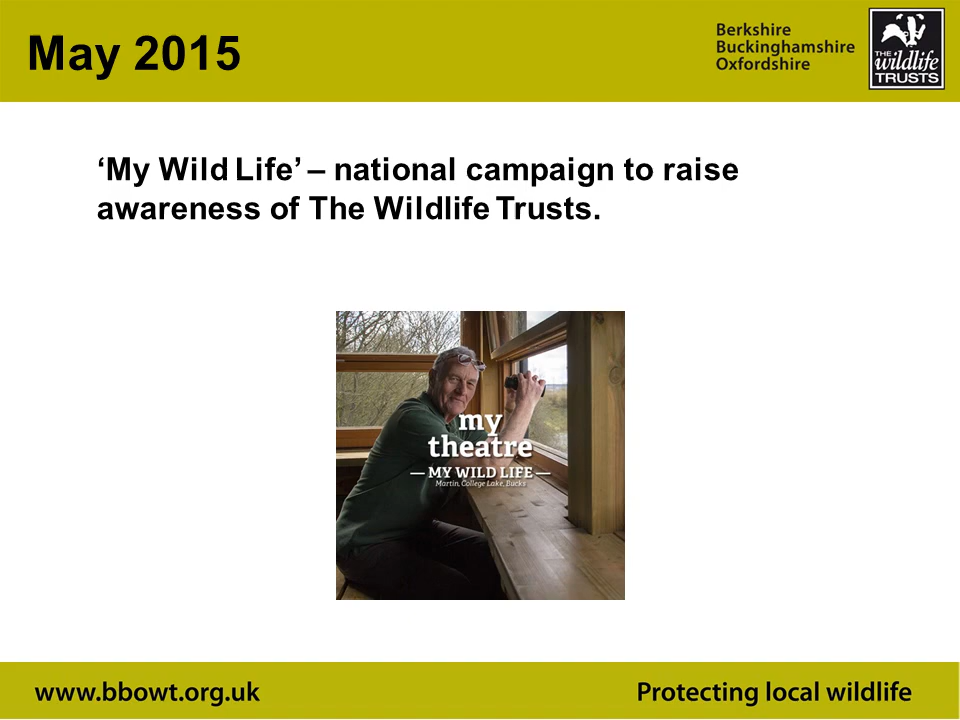 May 2015
Berkshire
Buckinghamshire
Oxfordshire
THE
wildlife
TRUSTS
‘My Wild Life’ – national campaign to raise
awareness of The Wildlife Trusts.
my
theatre
— MY WILD LIFE —
Martin, College Lake, Bucks
www.bbowt.org.uk
Protecting local wildlife